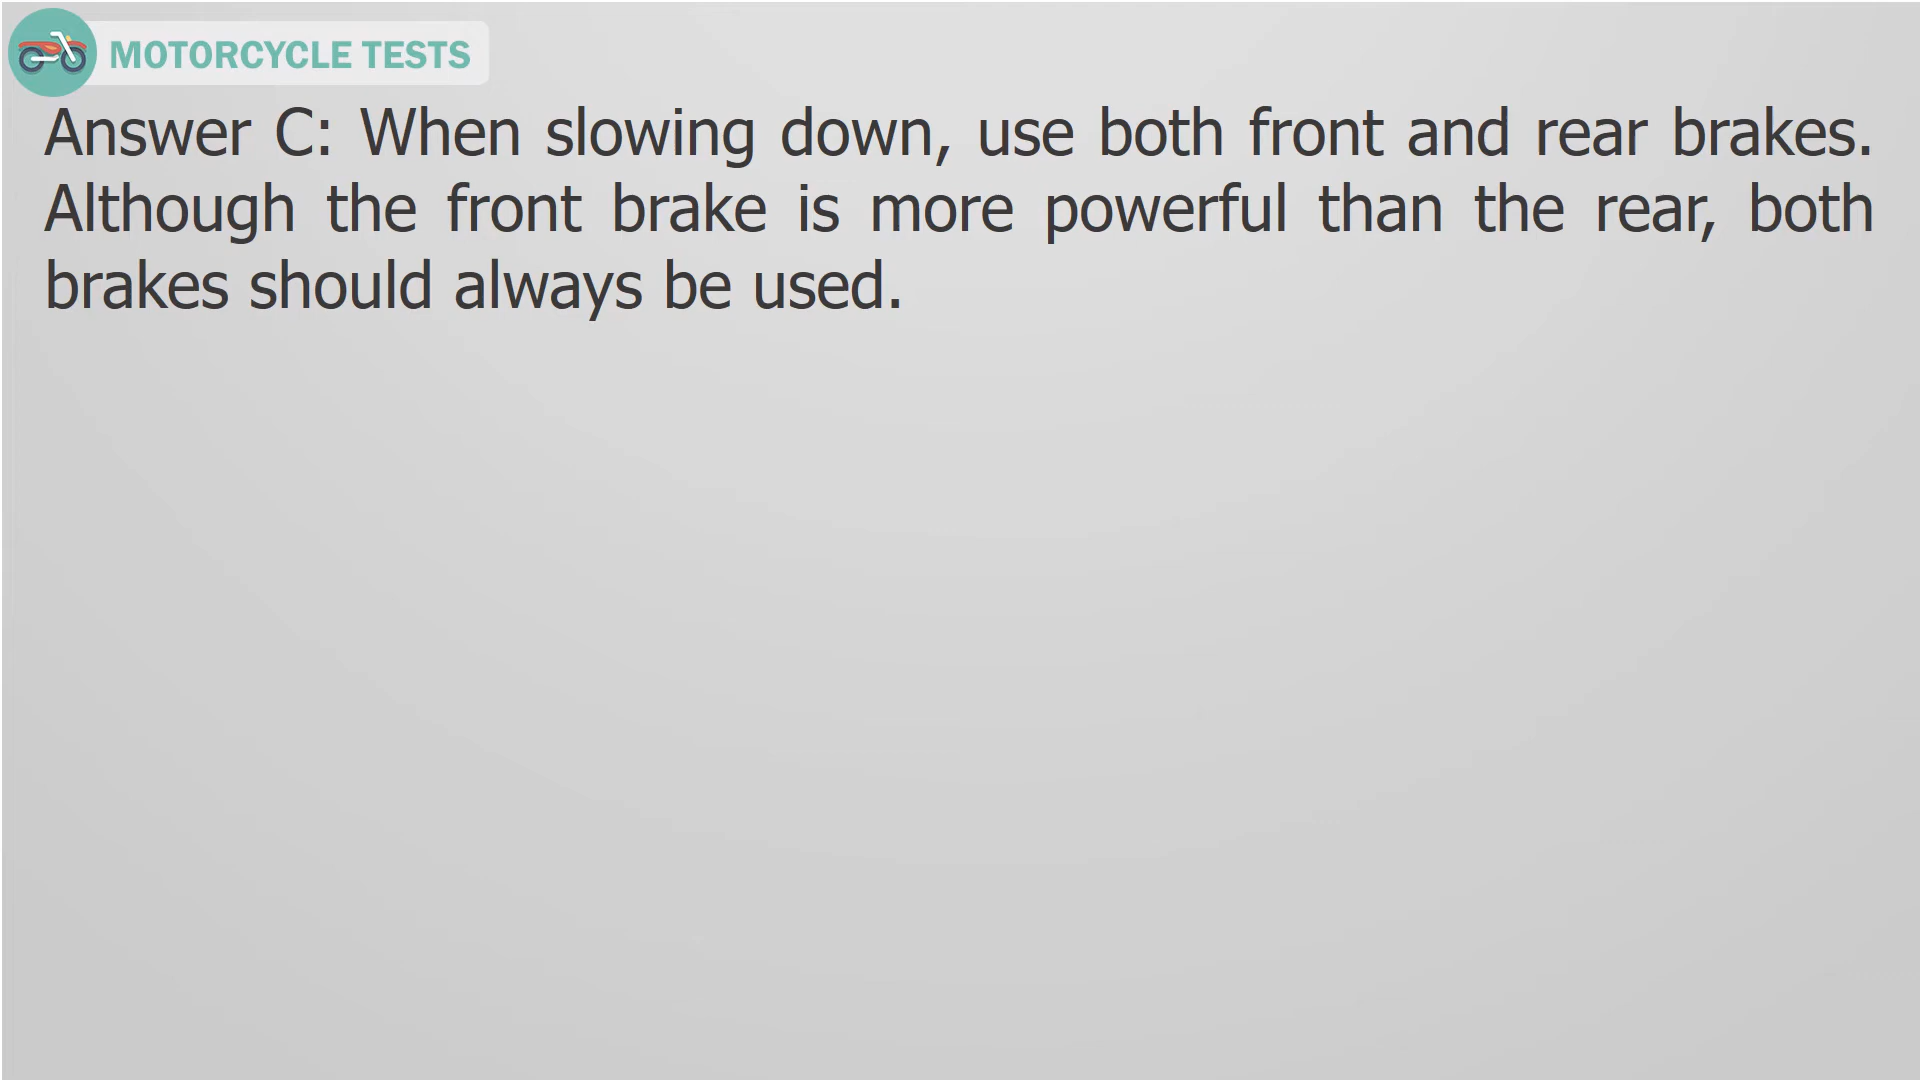 MOTORCYCLE TESTS
Answer C: When slowing down, use both front and rear brakes.
Although the front brake is more powerful than the rear, both
brakes should always be used.